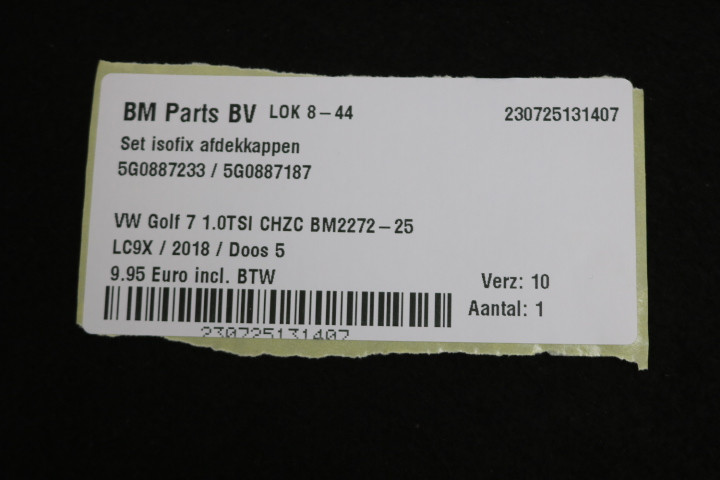 BM Parts BV LOK 8-44 230725131407
Set isofix afdekkappen
5G0887233 / 5G0887187
VW Golf 7 1.0TSI CHZC BM2272-25
LC9X / 2018 / Doos 5
9.95 Euro incl. BTW Verz: 10
Aantal: 1
230725131407